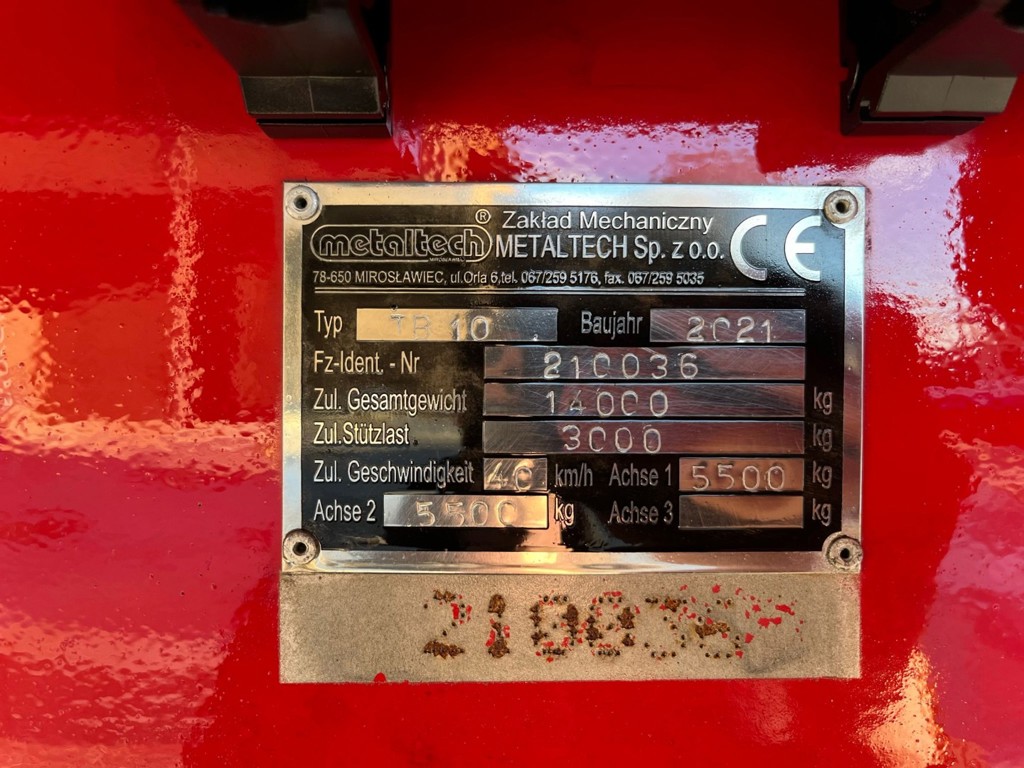 Zakład Mechaniczny
metaltech® METALTECH Sp. z o.o. CE
78-650 MIROSŁAWIEC, ul.Orla 6,tel. 067/259 5176, fax. 067/259 5035
Typ TB 10 Baujahr 2021
Fz-Ident. - Nr 210036
Zul. Gesamtgewicht 14000 kg
Zul.Stützlast 3000 kg
Zul. Geschwindigkeit 40 km/h Achse 1 5500 kg
Achse 2 5500 kg Achse 3 kg
210036